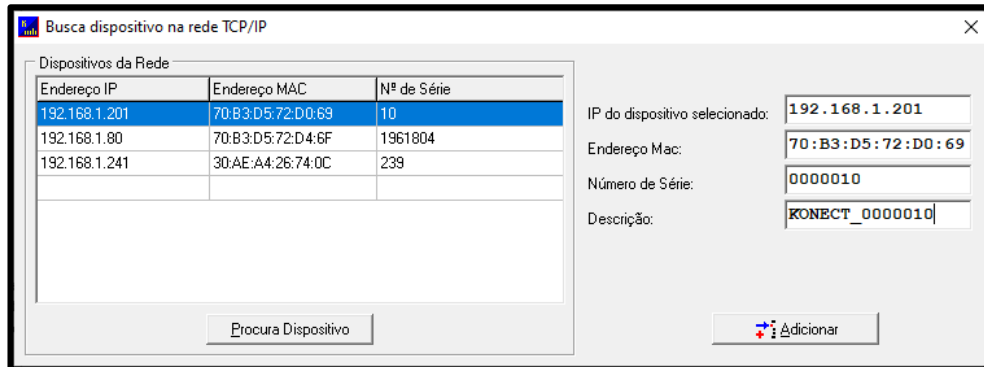 Busca dispositivo na rede TCP/IP
Dispositivos da Rede
Endereço IP Endereço MAC Nº de Série
192.168.1.201 70:B3:D5:72:D0:69 10
192.168.1.80 70:B3:D5:72:D4:6F 1961804
192.168.1.241 30:AE:A4:26:74:0C 239
Procura Dispositivo
IP do dispositivo selecionado: 192.168.1.201
Endereço Mac: 70:B3:D5:72:D0:69
Número de Série: 0000010
Descrição: KONECT_0000010
Adicionar